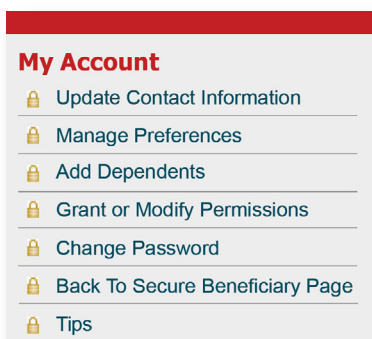 My Account
Update Contact Information
Manage Preferences
Add Dependents
Grant or Modify Permissions
Change Password
Back To Secure Beneficiary Page
Tips